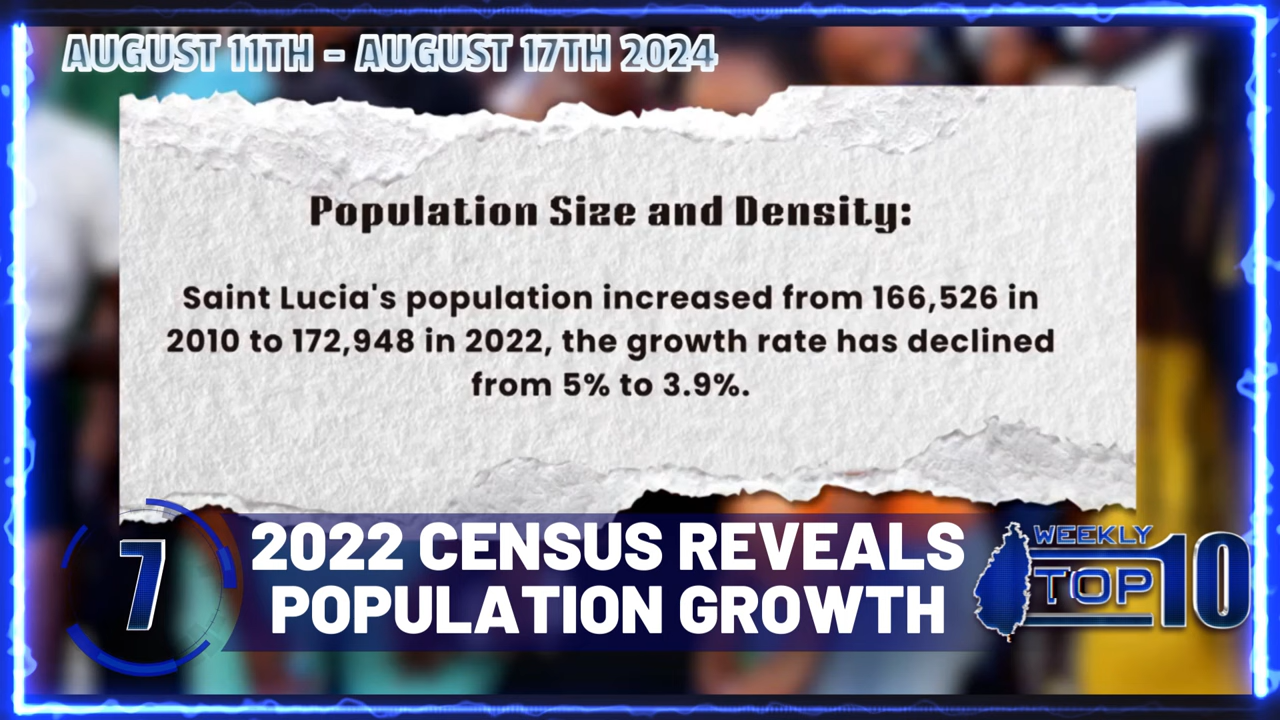 AUGUST 11TH - AUGUST 17TH 2024
Population Size and Density:
Saint Lucia's population increased from 166,526 in
2010 to 172,948 in 2022, the growth rate has declined
from 5% to 3.9%.
7
2022 CENSUS REVEALS
POPULATION GROWTH
WEEKLY
TOP 10